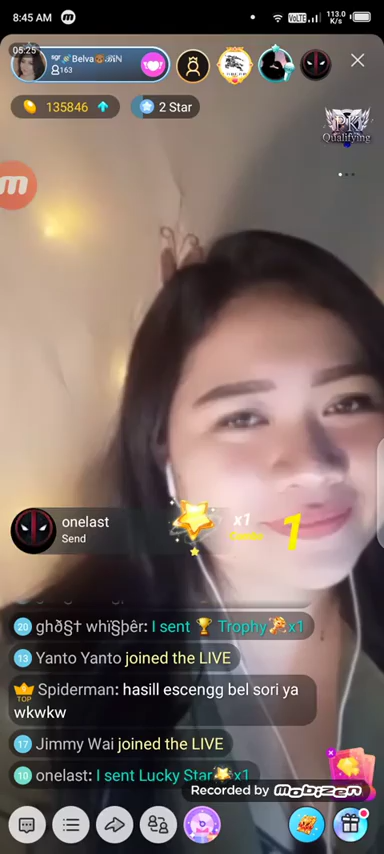 8:45 AM
VoLTE
113.0
K/s
05:25
Belva
163
135846
2 Star
PK
Qualifying
onelast
Send
x1
1
20 ghð§† whï§þêr: I sent Trophy x1
13 Yanto Yanto joined the LIVE
TOP Spiderman: hasill escengg bel sori ya
wkwkw
17 Jimmy Wai joined the LIVE
10 onelast: I sent Lucky Star x1
Recorded by mobizen